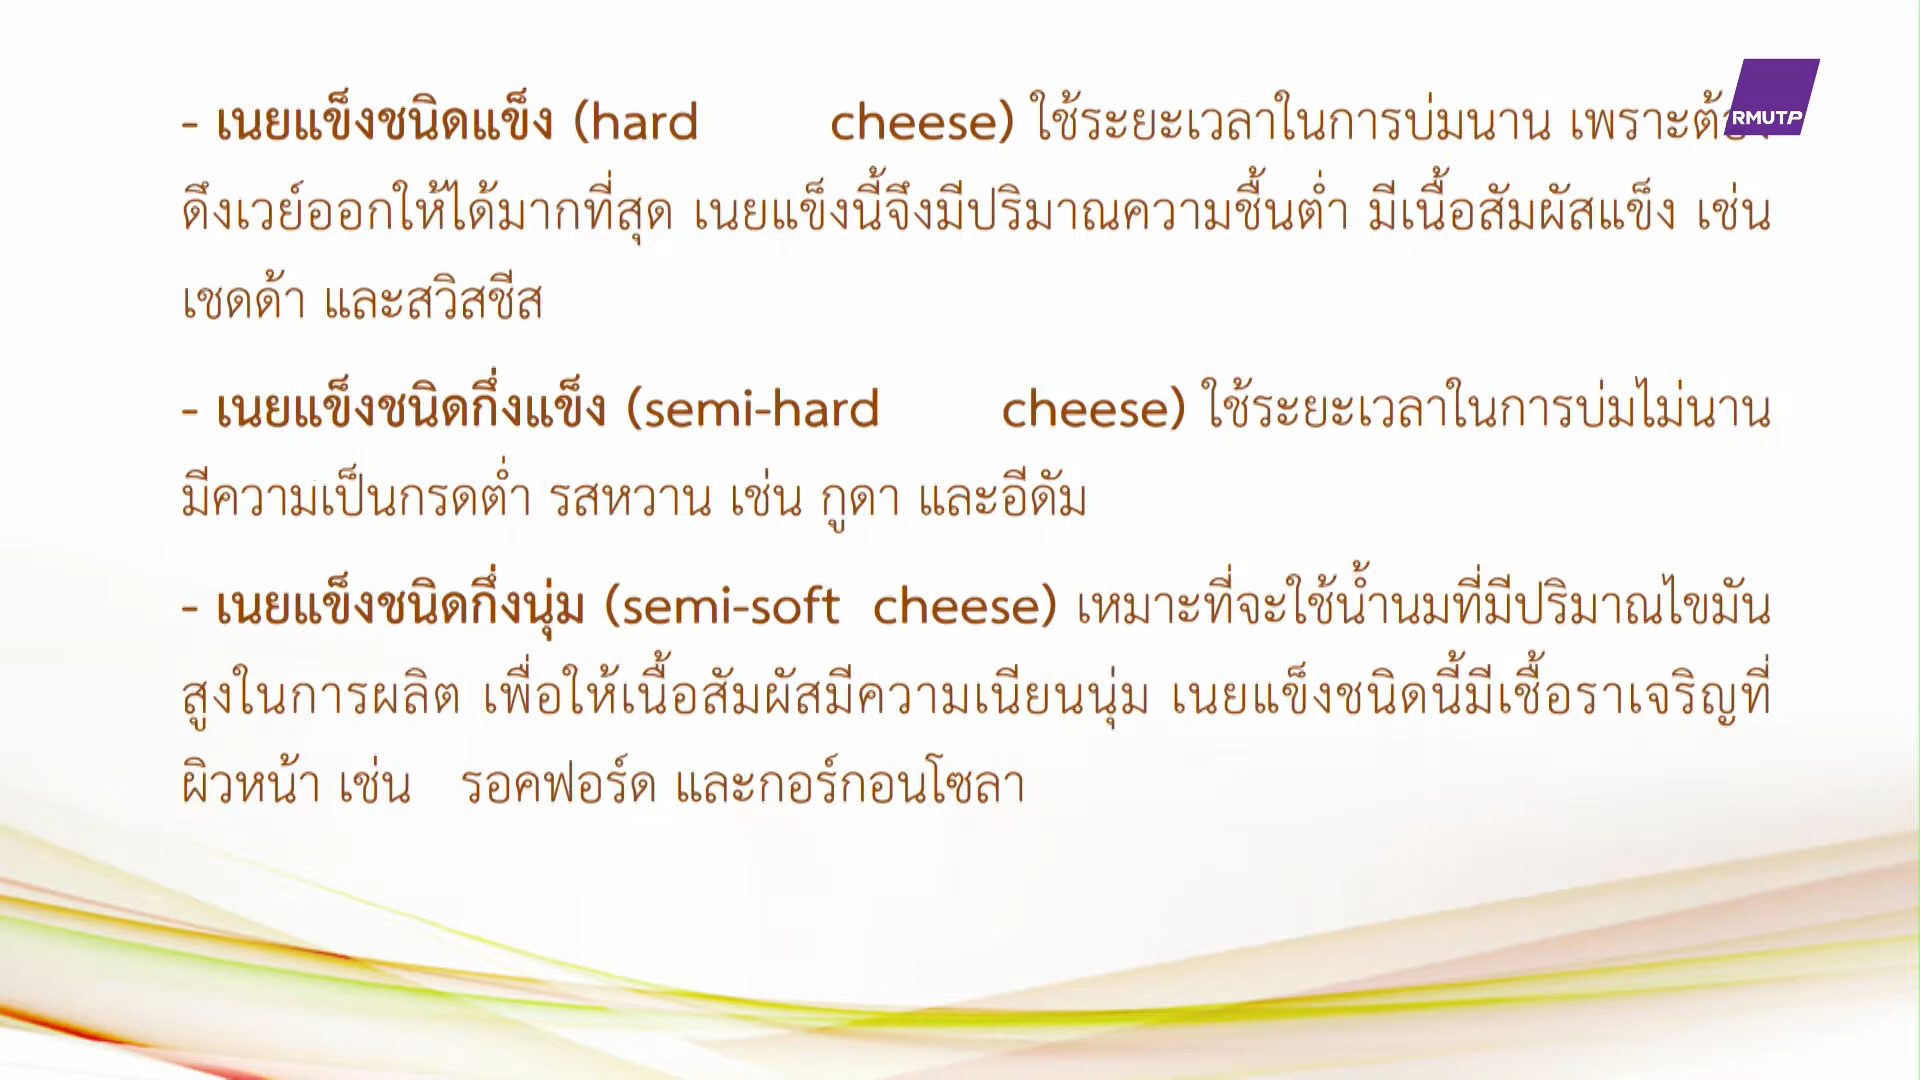 - เนยแข็งชนิดแข็ง (hard cheese) ใช้ระยะเวลาในการบ่มนาน เพราะ
RMUTP
ดึงเวย์ออกให้ได้มากที่สุด เนยแข็งนี้จึงมีปริมาณความชื้นต่ำ มีเนื้อสัมผัสแข็ง เช่น
เชดด้า และสวิสชีส
- เนยแข็งชนิดกึ่งแข็ง (semi-hard cheese) ใช้ระยะเวลาในการบ่มไม่นาน
มีความเป็นกรดต่ำ รสหวาน เช่น กูดา และอีดัม
- เนยแข็งชนิดกึ่งนุ่ม (semi-soft cheese) เหมาะที่จะใช้น้ำนมที่มีปริมาณไขมัน
สูงในการผลิต เพื่อให้เนื้อสัมผัสมีความเนียนนุ่ม เนยแข็งชนิดนี้มีเชื้อราเจริญที่
ผิวหน้า เช่น รอคฟอร์ด และกอร์กอนโซลา